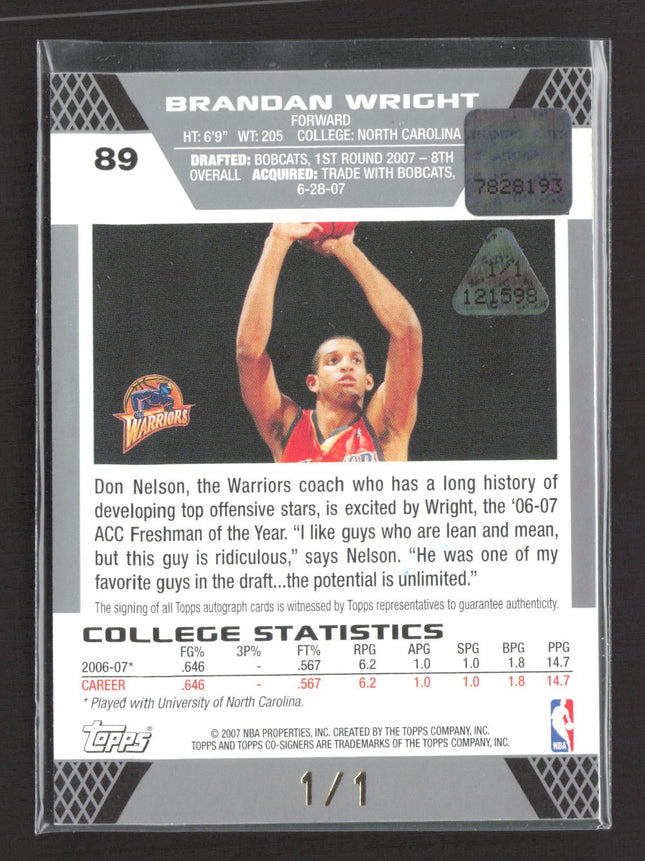 BRANDAN WRIGHT
FORWARD
HT: 6'9" WT: 205 COLLEGE: NORTH CAROLINA
89
DRAFTED: BOBCATS, 1ST ROUND 2007 – 8TH
OVERALL ACQUIRED: TRADE WITH BOBCATS,
6-28-07
7828193
1/1
121598
WARRIORS
Don Nelson, the Warriors coach who has a long history of
developing top offensive stars, is excited by Wright, the ‘06-07
ACC Freshman of the Year. “I like guys who are lean and mean,
but this guy is ridiculous,” says Nelson. “He was one of my
favorite guys in the draft...the potential is unlimited.”
The signing of all Topps autograph cards is witnessed by Topps representatives to guarantee authenticity.
COLLEGE STATISTICS
FG% 3P% FT% RPG APG SPG BPG PPG
2006-07* .646 - .567 6.2 1.0 1.0 1.8 14.7
CAREER .646 - .567 6.2 1.0 1.0 1.8 14.7
* Played with University of North Carolina.
Topps®
© 2007 NBA PROPERTIES, INC. CREATED BY THE TOPPS COMPANY, INC.
TOPPS AND TOPPS CO-SIGNERS ARE TRADEMARKS OF THE TOPPS COMPANY, INC.
NBA
1/1